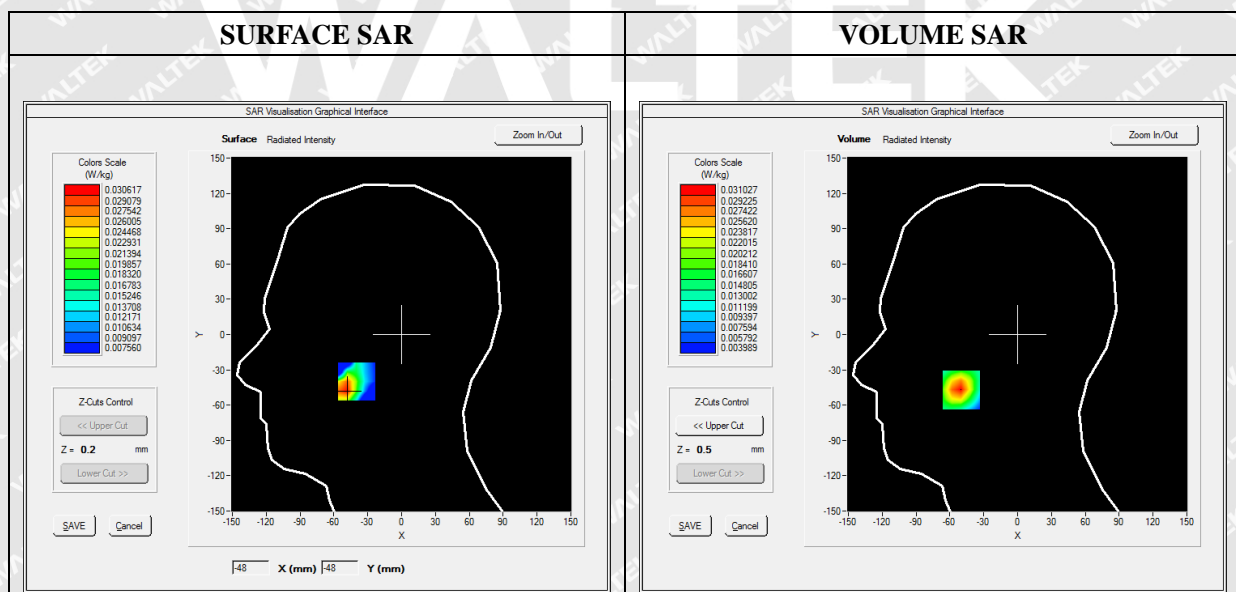 WALTEK
SURFACE SAR
VOLUME SAR
SAR Visualisation Graphical Interface
Surface Radiated Intensity
Zoom In/Out
Colors Scale
(W/kg)
0.030617
0.029079
0.027542
0.026005
0.024468
0.022931
0.021394
0.019857
0.018320
0.016783
0.015246
0.013708
0.012171
0.010634
0.009097
0.007560
150
120
90
60
30
0
-30
-60
-90
-120
-150
Y
-150 -120 -90 -60 -30 0 30 60 90 120 150
X
Z-Cuts Control
<< Upper Cut
Z = 0.2 mm
Lower Cut >>
SAVE Cancel
-48 X (mm) -48 Y (mm)
SAR Visualisation Graphical Interface
Volume Radiated Intensity
Zoom In/Out
Colors Scale
(W/kg)
0.031027
0.029225
0.027422
0.025620
0.023817
0.022015
0.020212
0.018410
0.016607
0.014805
0.013002
0.011199
0.009397
0.007594
0.005792
0.003989
150
120
90
60
30
0
-30
-60
-90
-120
-150
Y
-150 -120 -90 -60 -30 0 30 60 90 120 150
X
Z-Cuts Control
<< Upper Cut
Z = 0.5 mm
Lower Cut >>
SAVE Cancel